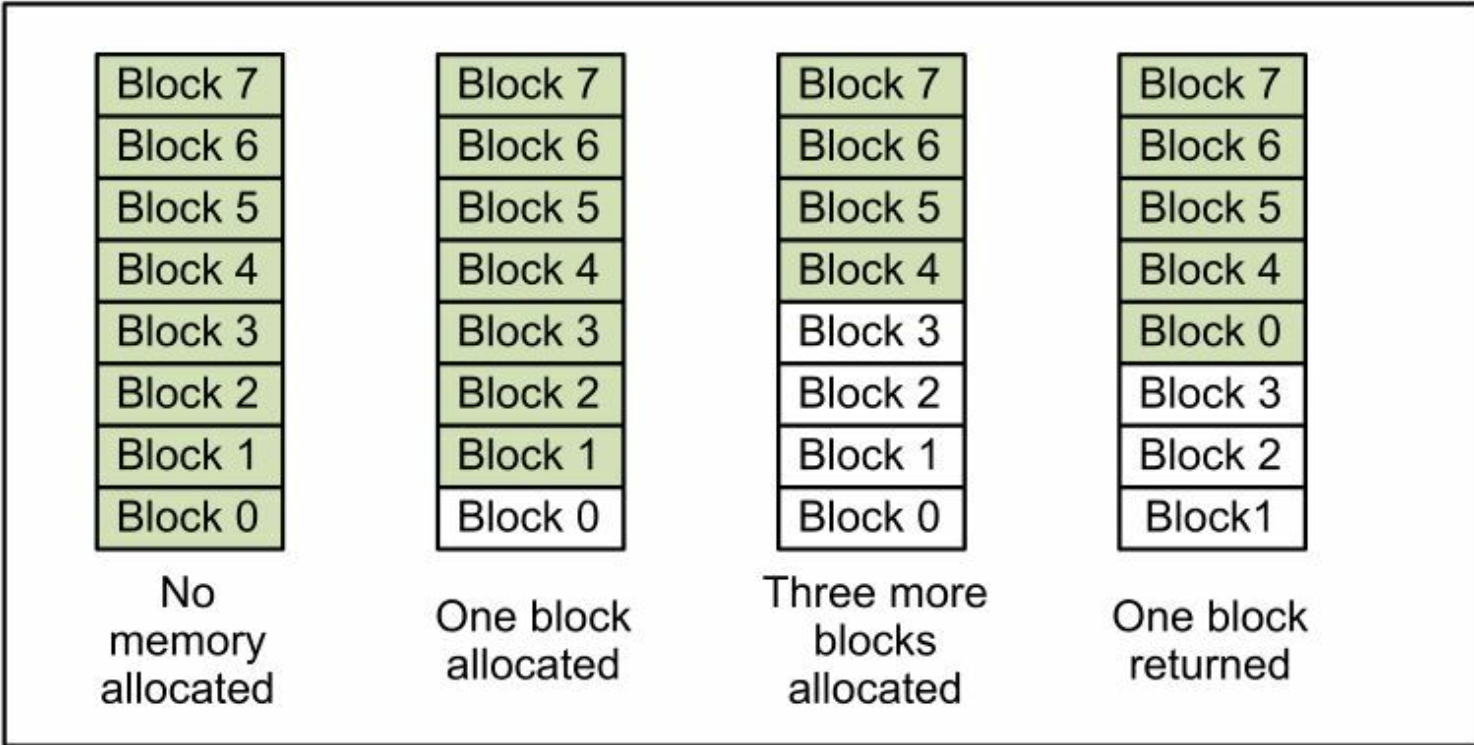 Block 7
Block 6
Block 5
Block 4
Block 3
Block 2
Block 1
Block 0
No
memory
allocated
Block 7
Block 6
Block 5
Block 4
Block 3
Block 2
Block 1
Block 0
One block
allocated
Block 7
Block 6
Block 5
Block 4
Block 3
Block 2
Block 1
Block 0
Three more
blocks
allocated
Block 7
Block 6
Block 5
Block 4
Block 0
Block 3
Block 2
Block1
One block
returned